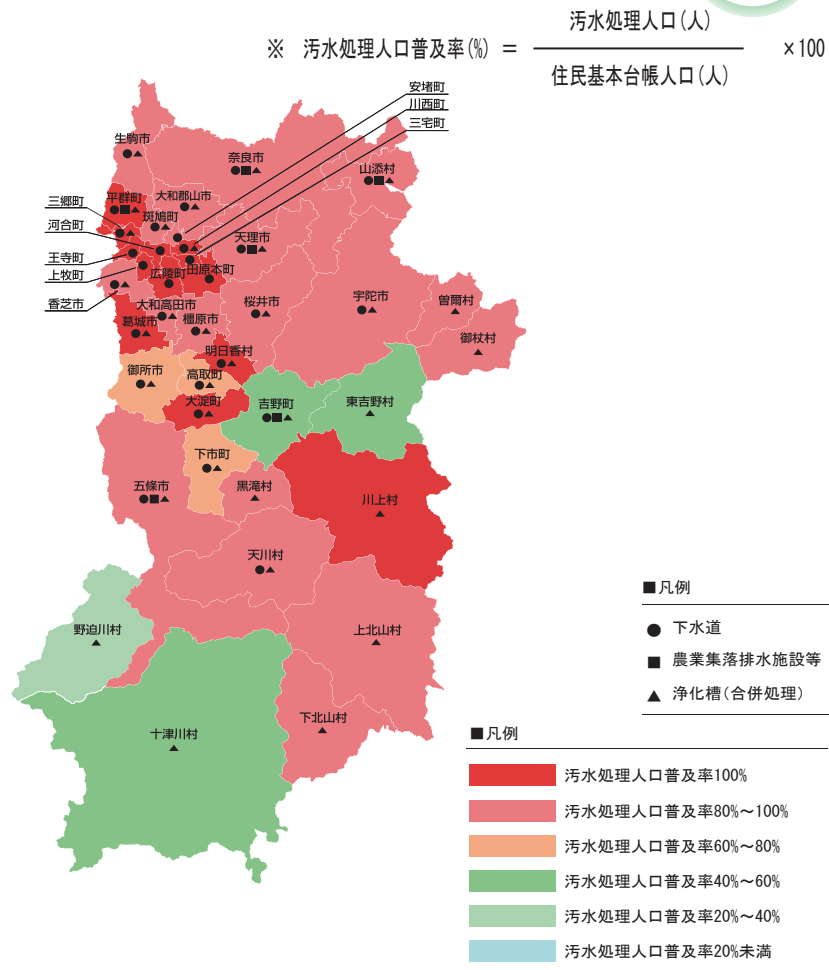 ※ 汚水処理人口普及率(%) = 汚水処理人口(人) / 住民基本台帳人口(人) ×100
安堵町
川西町
三宅町
生駒市
奈良市
山添村
平群町
大和郡山市
三郷町
斑鳩町
河合町
天理市
王寺町
広陵町
田原本町
上牧町
香芝市
大和高田市
桜井市
宇陀市
曽爾村
葛城市
橿原市
御杖村
明日香村
御所市
高取町
大淀町
吉野町
東吉野村
下市町
五條市
黒滝村
川上村
天川村
野迫川村
上北山村
下北山村
十津川村
■凡例
● 下水道
■ 農業集落排水施設等
▲ 浄化槽(合併処理)
■凡例
汚水処理人口普及率100%
汚水処理人口普及率80%～100%
汚水処理人口普及率60%～80%
汚水処理人口普及率40%～60%
汚水処理人口普及率20%～40%
汚水処理人口普及率20%未満